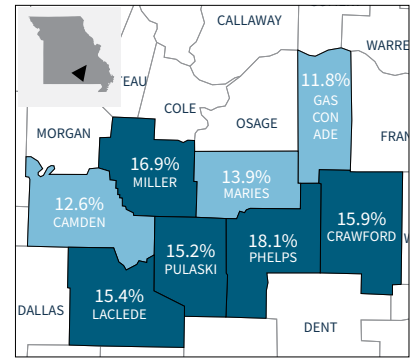 CALLAWAY
WARRE
EAU
11.8%
GAS
CON
ADE
COLE
OSAGE
MORGAN
FRAN
16.9%
MILLER
13.9%
MARIES
12.6%
CAMDEN
15.9%
CRAWFORD
15.2%
PULASKI
18.1%
PHELPS
W
15.4%
LACLEDE
DALLAS
DENT